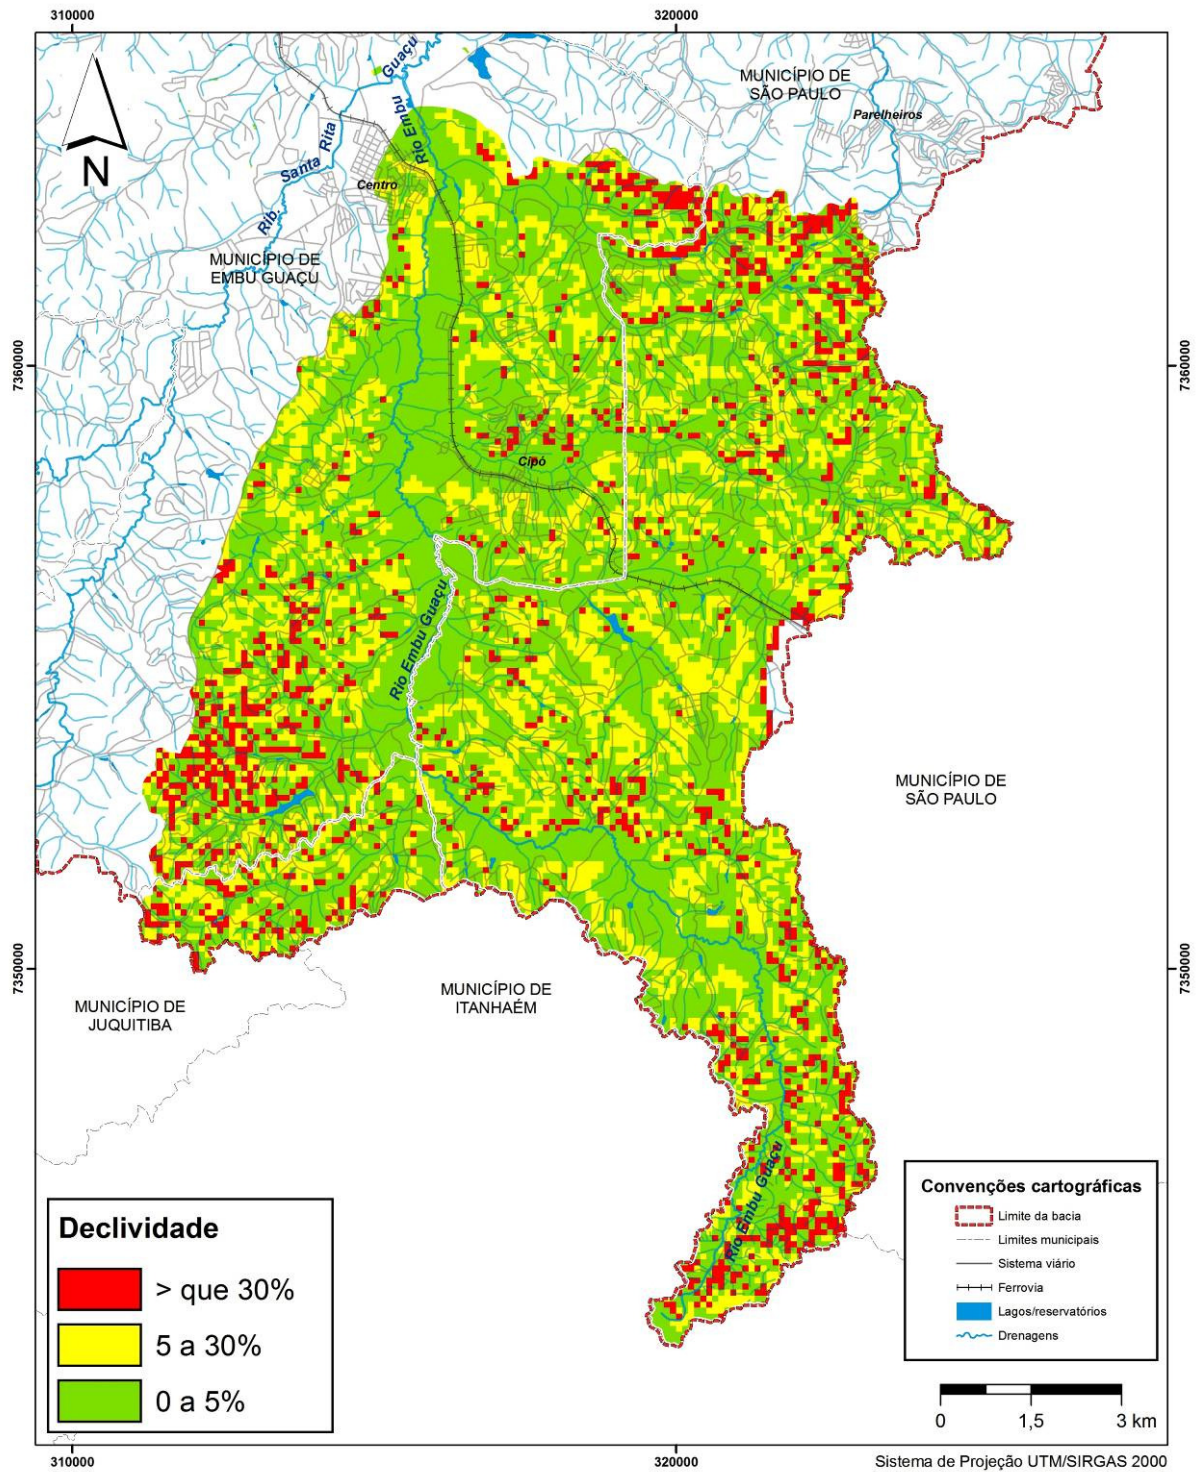 310000
320000
MUNICÍPIO DE
SÃO PAULO
Parelheiros
Guaçu
Rio Embu
Santa Rita
Rib.
N
Centro
MUNICÍPIO DE
EMBU GUAÇU
7360000
7360000
Cipó
Rio Embu Guaçu
MUNICÍPIO DE
SÃO PAULO
7350000
7350000
MUNICÍPIO DE
JUQUITIBA
MUNICÍPIO DE
ITANHAÉM
Rio Embu Guaçu
Declividade
> que 30%
5 a 30%
0 a 5%
Convenções cartográficas
Limite da bacia
Limites municipais
Sistema viário
Ferrovia
Lagos/reservatórios
Drenagens
0 1,5 3 km
310000
320000
Sistema de Projeção UTM/SIRGAS 2000